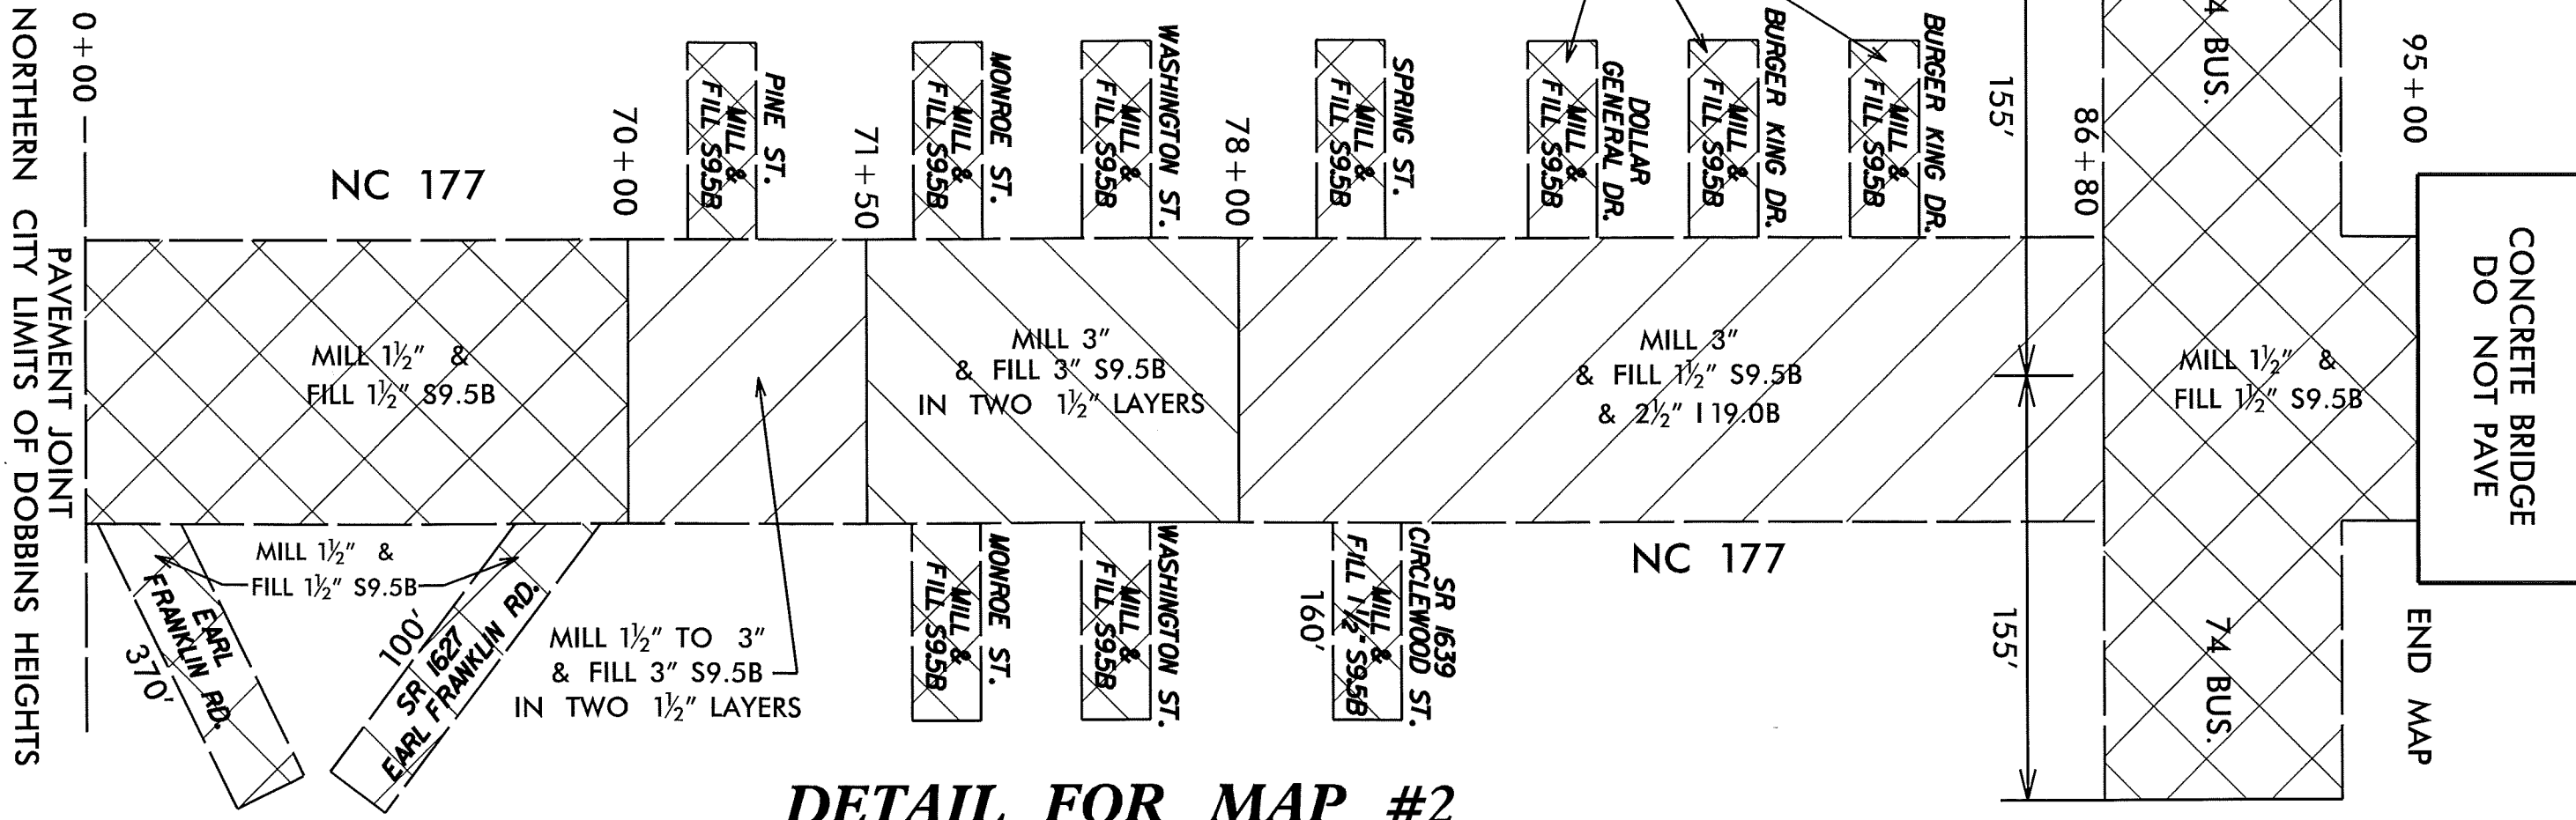 NORTHERN CITY LIMITS OF DOBBINS HEIGHTS
PAVEMENT JOINT
0+00
NC 177
70+00
PINE ST.
MILL &
FILL S9.5B
71+50
MONROE ST.
MILL &
FILL S9.5B
WASHINGTON ST.
MILL &
FILL S9.5B
78+00
SPRING ST.
MILL &
FILL S9.5B
DOLLAR
GENERAL DR.
MILL &
FILL S9.5B
BURGER KING DR.
MILL &
FILL S9.5B
BURGER KING DR.
MILL &
FILL S9.5B
155'
86+80
4 BUS.
95+00
MILL 1½" &
FILL 1½" S9.5B
MILL 3"
& FILL 3" S9.5B
IN TWO 1½" LAYERS
MILL 3"
& FILL 1½" S9.5B
& 2½" I 19.0B
MILL 1½" &
FILL 1½" S9.5B
CONCRETE BRIDGE
DO NOT PAVE
MILL 1½" &
FILL 1½" S9.5B
EARL
FRANKLIN RD.
370'
100'
SR 1627
EARL FRANKLIN RD.
MILL 1½" TO 3"
& FILL 3" S9.5B
IN TWO 1½" LAYERS
MONROE ST.
MILL &
FILL S9.5B
WASHINGTON ST.
MILL &
FILL S9.5B
SR 1639
CIRCLEWOOD ST.
MILL &
FILL 1 1/2" S9.5B
160'
NC 177
155'
74 BUS.
END MAP
DETAIL FOR MAP #2